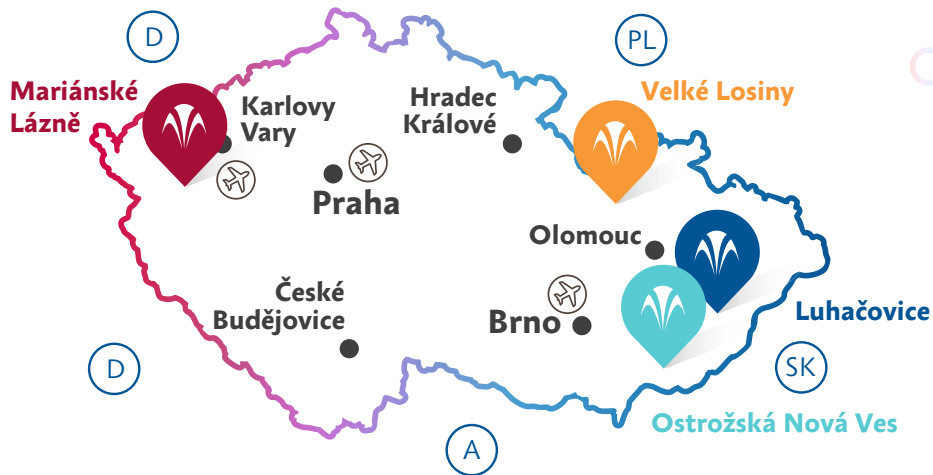 D
PL
Mariánské
Lázně
Karlovy
Vary
Hradec
Králové
Velké Losiny
Praha
Olomouc
České
Budějovice
Brno
Luhačovice
D
SK
Ostrožská Nová Ves
A